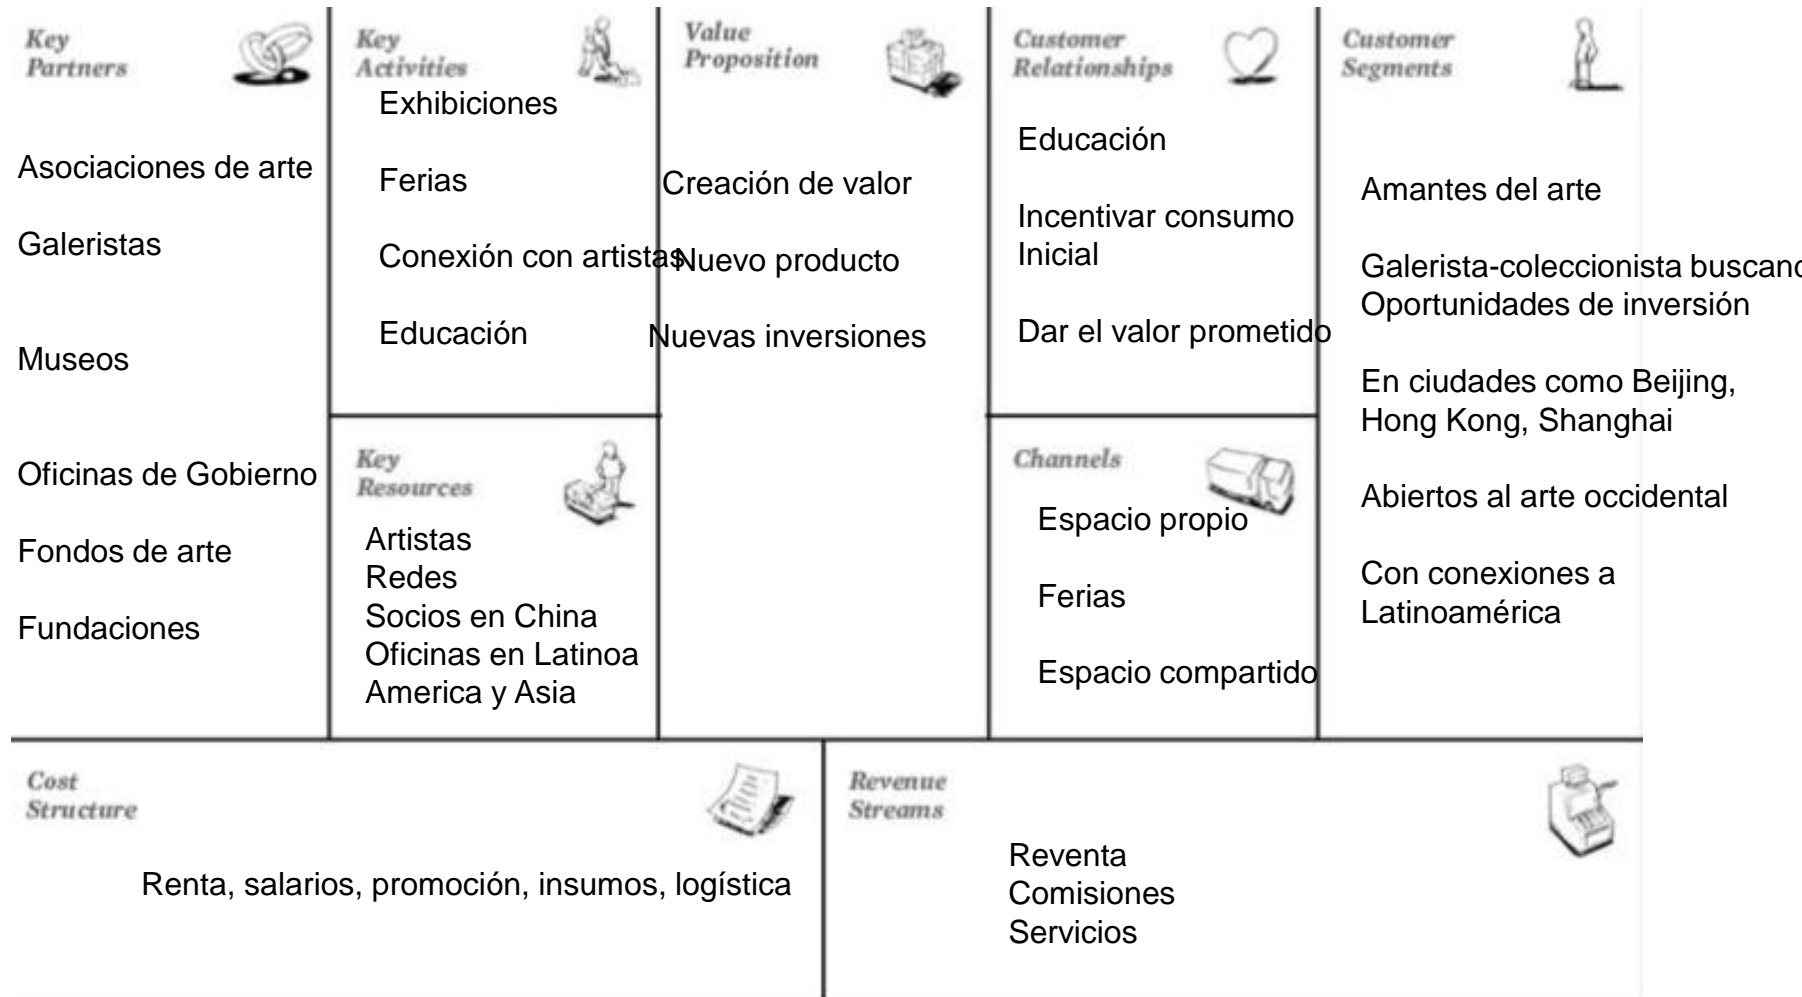 Key
Partners
Asociaciones de arte
Galeristas
Museos
Oficinas de Gobierno
Fondos de arte
Fundaciones
Key
Activities
Exhibiciones
Ferias
Conexión con artistas
Educación
Key
Resources
Artistas
Redes
Socios en China
Oficinas en Latinoa
America y Asia
Value
Proposition
Creación de valor
Nuevo producto
Nuevas inversiones
Customer
Relationships
Educación
Incentivar consumo
Inicial
Dar el valor prometido
Channels
Espacio propio
Ferias
Espacio compartido
Customer
Segments
Amantes del arte
Galerista-coleccionista
Oportunidades de inversión
En ciudades como Beijing,
Hong Kong, Shanghai
Abiertos al arte occidental
Con conexiones a
Latinoamérica
Cost
Structure
Renta, salarios, promoción, insumos, logística
Revenue
Streams
Reventa
Comisiones
Servicios